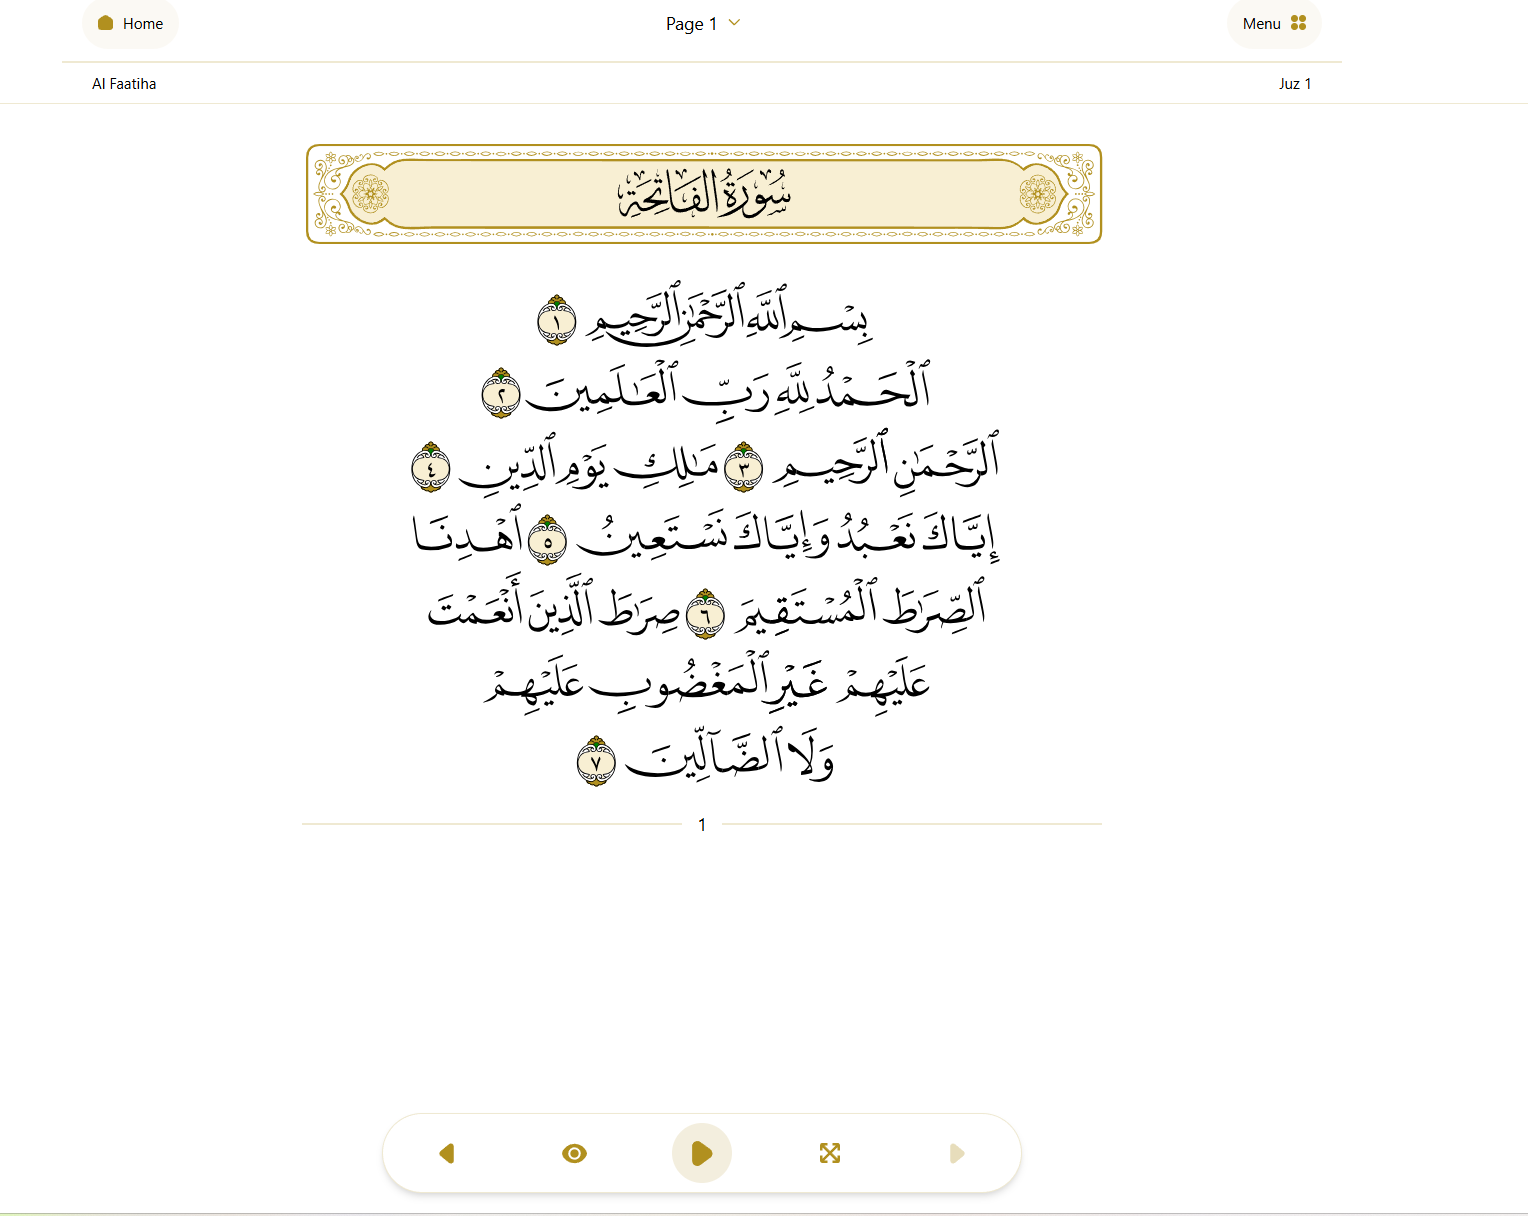 Home
Page 1
Menu
Al Faatiha
Juz 1
سُورَةُ الفَاتِحَةِ
بِسْمِ ٱللَّهِ ٱلرَّحْمَٰنِ ٱلرَّحِيمِ ١
ٱلْحَمْدُ لِلَّهِ رَبِّ ٱلْعَٰلَمِينَ ٢
ٱلرَّحْمَٰنِ ٱلرَّحِيمِ ٣ مَٰلِكِ يَوْمِ ٱلدِّينِ ٤
إِيَّاكَ نَعْبُدُ وَإِيَّاكَ نَسْتَعِينُ ٥ ٱهْدِنَا
ٱلصِّرَٰطَ ٱلْمُسْتَقِيمَ ٦ صِرَٰطَ ٱلَّذِينَ أَنْعَمْتَ
عَلَيْهِمْ غَيْرِ ٱلْمَغْضُوبِ عَلَيْهِمْ
وَلَا ٱلضَّآلِّينَ ٧
1